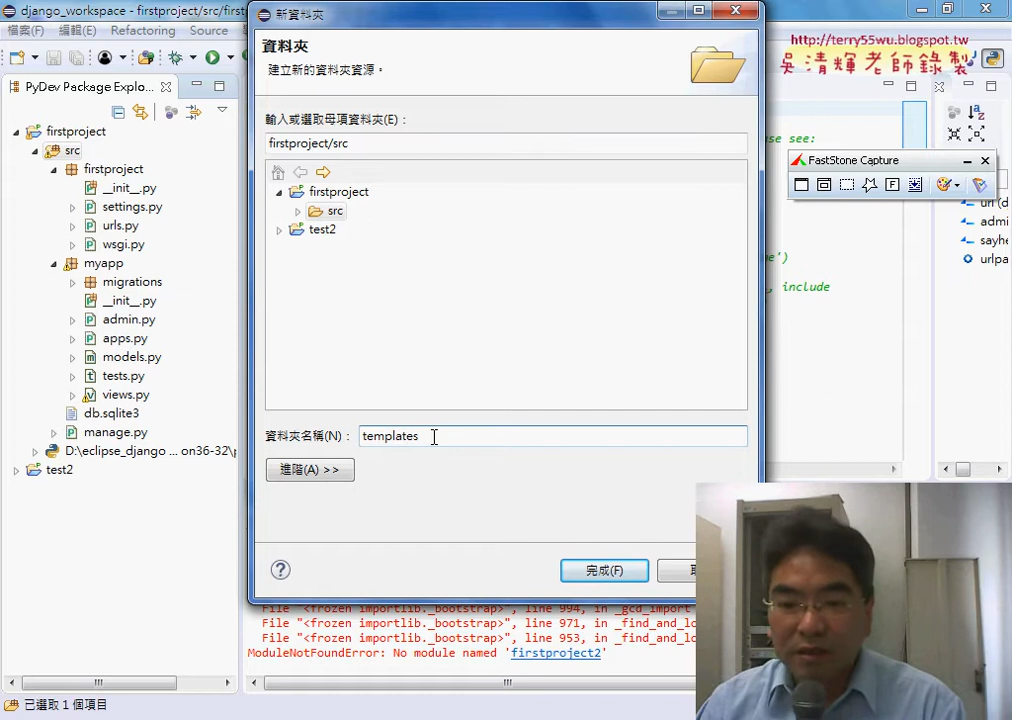 django_workspace - firstproject/src/first
新資料夾
檔案(F) 編輯(E) Refactoring Source
http://terry55wu.blogspot.tw
吳清輝老師錄製
資料夾
建立新的資料夾資源。
PyDev Package Explo...
輸入或選取母項資料夾(E)：
firstproject/src
ase see:
FastStone Capture
firstproject
src
test2
firstproject
src
firstproject
__init__.py
settings.py
urls.py
wsgi.py
myapp
migrations
__init__.py
admin.py
apps.py
models.py
tests.py
views.py
db.sqlite3
manage.py
D:\eclipse_django ... on36-32\p
test2
url (d
admi
sayhe
urlpa
e')
, include
資料夾名稱(N)：
templates
進階(A) >>
完成(F)
取
File "<frozen importlib._bootstrap>", line 994, in _gcd_import
File "<frozen importlib._bootstrap>", line 971, in _find_and_lo
File "<frozen importlib._bootstrap>", line 953, in _find_and_lo
ModuleNotFoundError: No module named 'firstproject2'
已選取 1 個項目